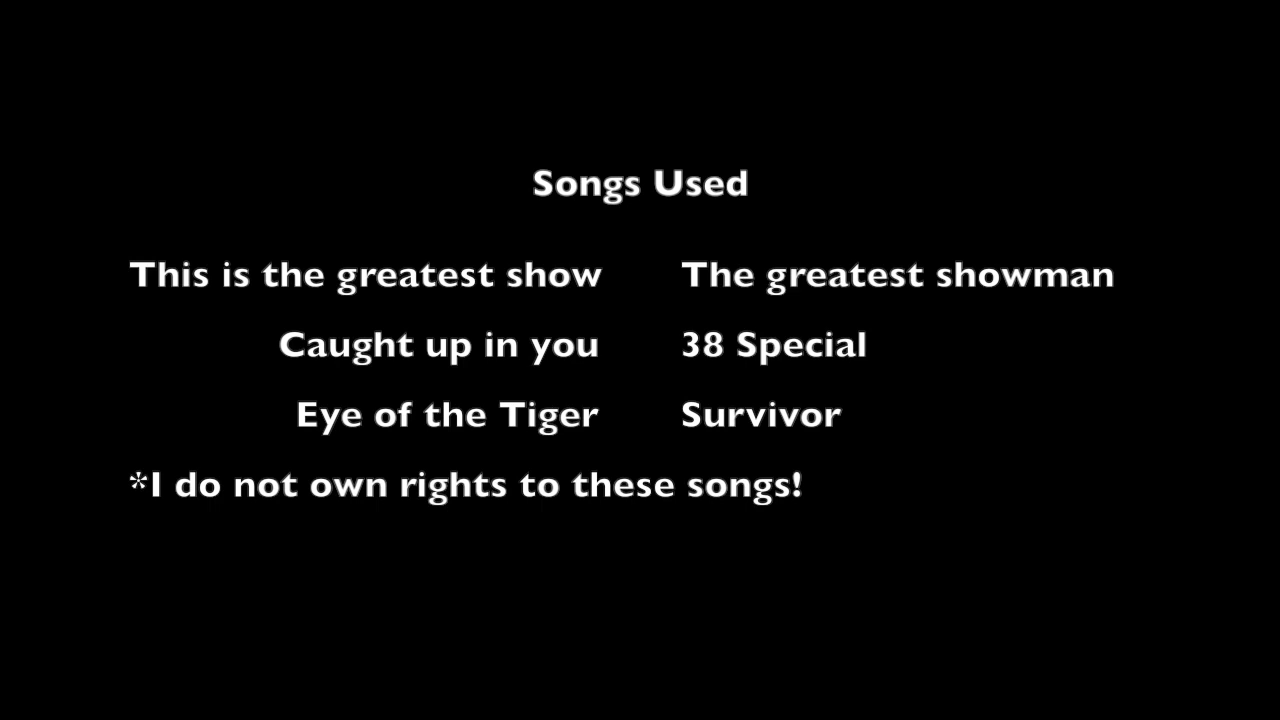 Songs Used
This is the greatest show The greatest showman
Caught up in you 38 Special
Eye of the Tiger Survivor
*I do not own rights to these songs!